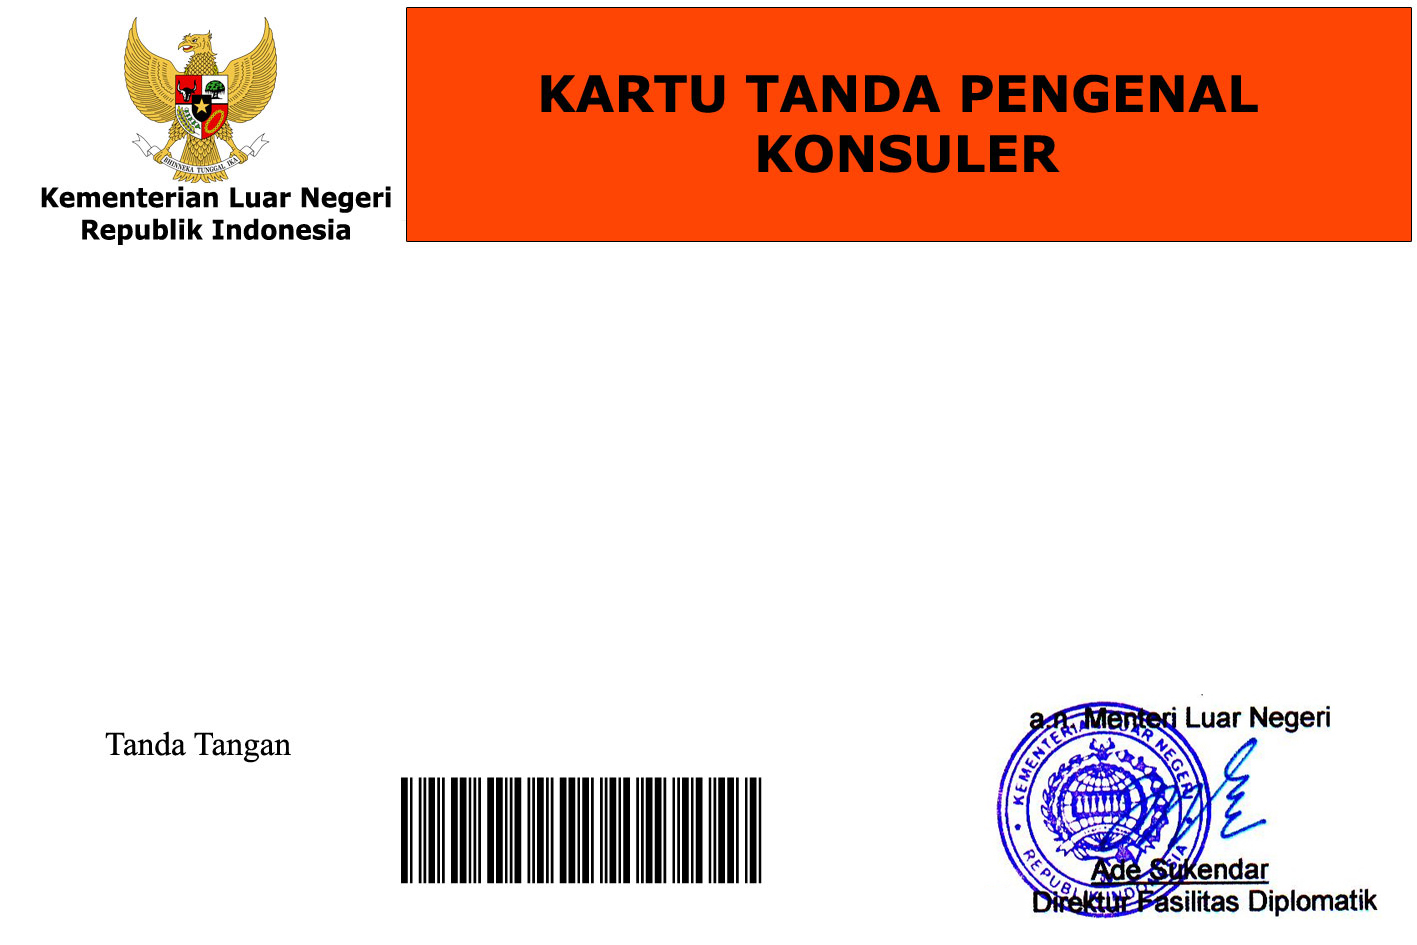 BHINNEKA TUNGGAL IKA
Kementerian Luar Negeri
Republik Indonesia
KARTU TANDA PENGENAL
KONSULER
Tanda Tangan
a.n. Menteri Luar Negeri
KEMENTERIAN LUAR NEGERI
REPUBLIK INDONESIA
Ade Sukendar
Direktur Fasilitas Diplomatik